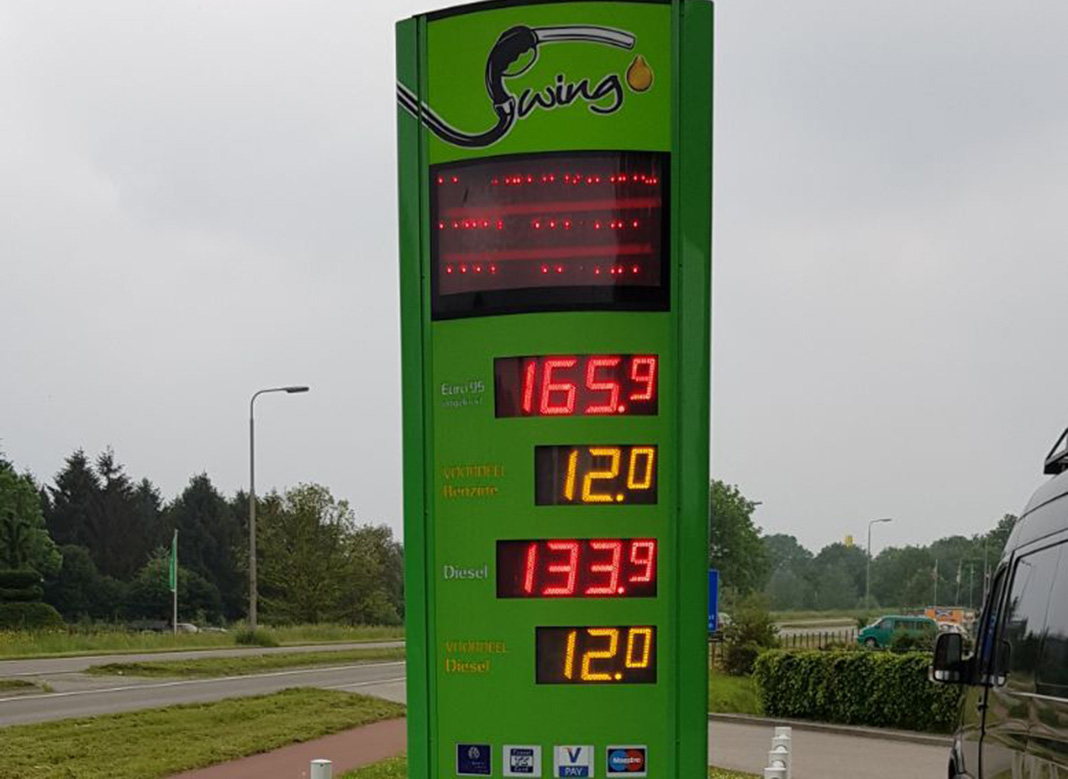 Swing
Euro 95
165.9
VOORDEEL
Benzine
12.0
Diesel
133.9
VOORDEEL
Diesel
12.0
V PAY
Maestro